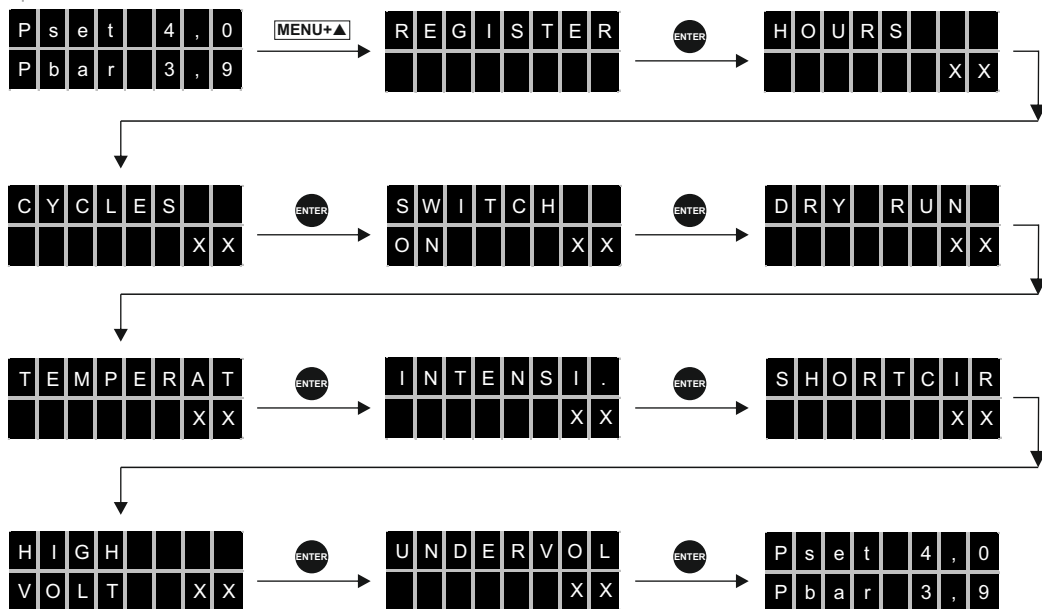 Pset 4,0
Pbar 3,9
MENU+▲
REGISTER
ENTER
HOURS
XX
CYCLES
XX
ENTER
SWITCH
ON XX
ENTER
DRY RUN
XX
TEMPERAT
XX
ENTER
INTENSI.
XX
ENTER
SHORTCIR
XX
HIGH
VOLT XX
ENTER
UNDERVOL
XX
ENTER
Pset 4,0
Pbar 3,9